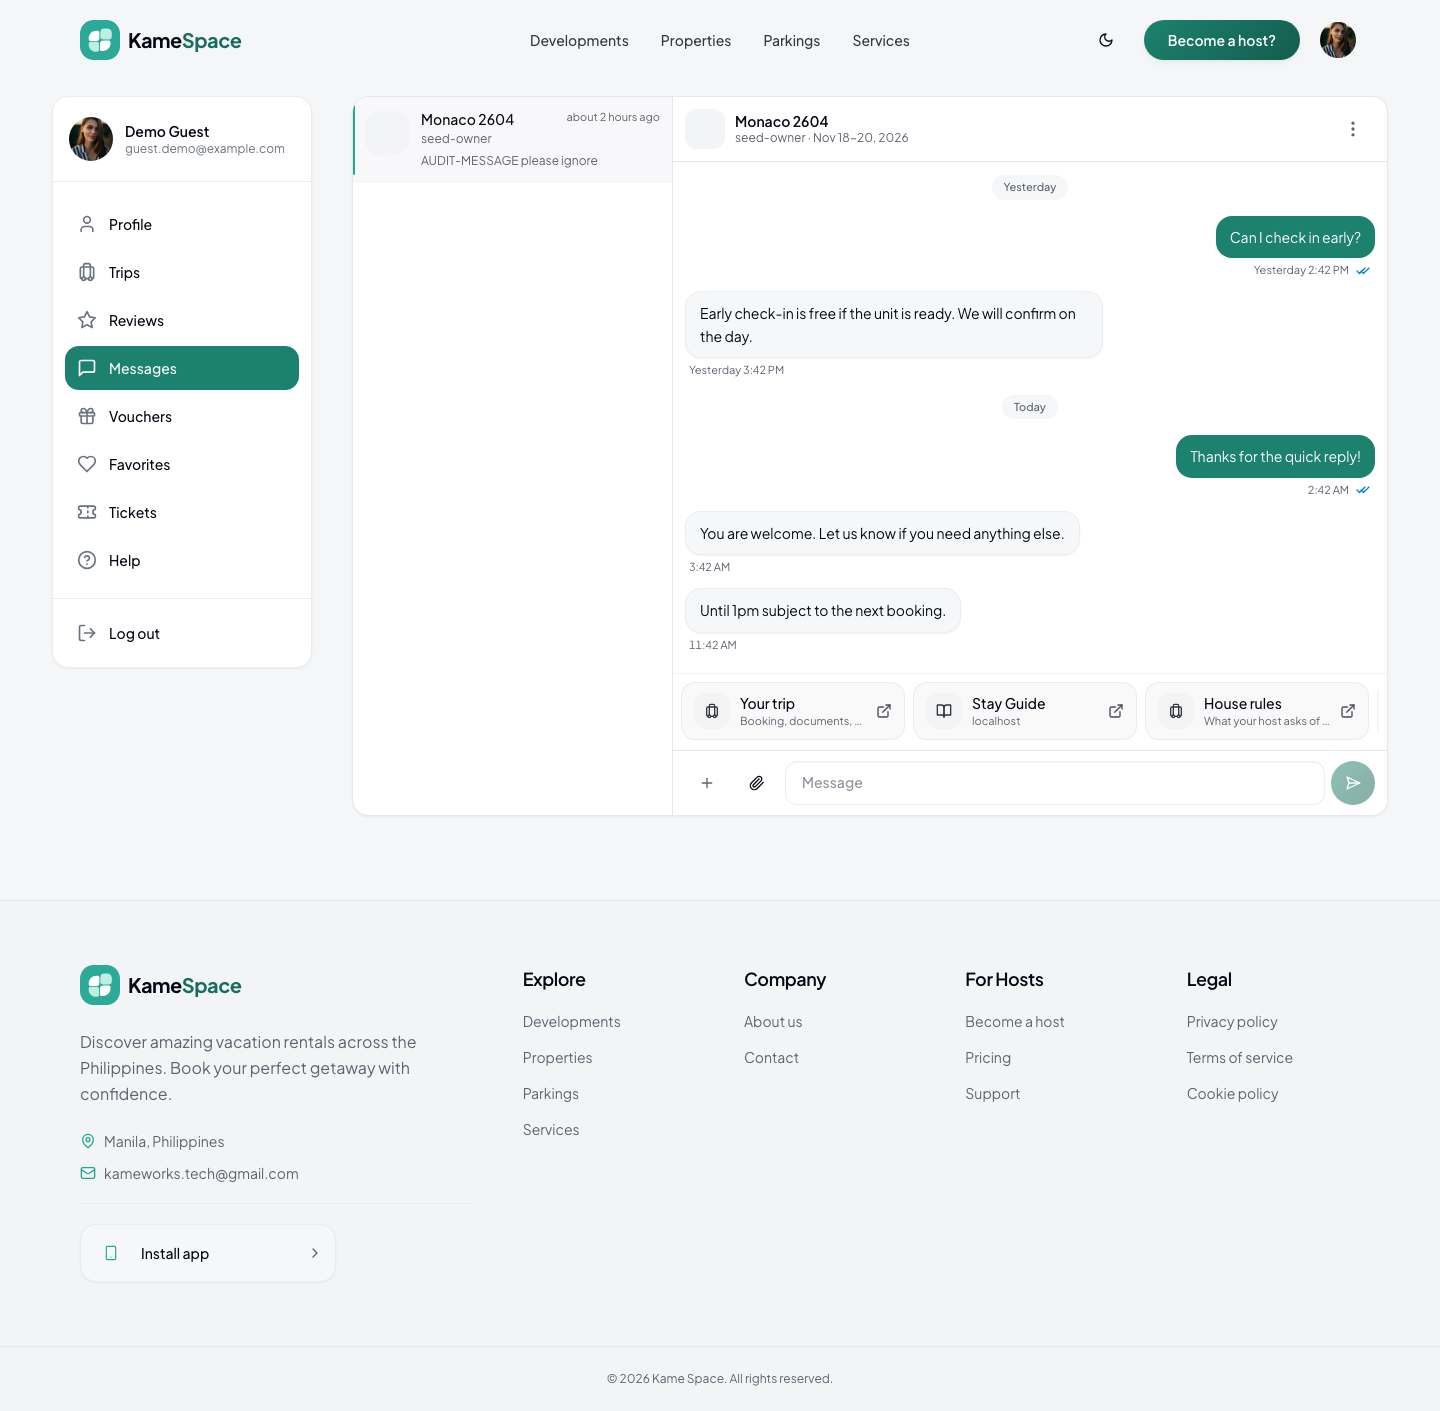 KameSpace
Developments
Properties
Parkings
Services
Become a host?
Demo Guest
guest.demo@example.com
Profile
Trips
Reviews
Messages
Vouchers
Favorites
Tickets
Help
Log out
Monaco 2604
about 2 hours ago
seed-owner
AUDIT-MESSAGE please ignore
Monaco 2604
seed-owner · Nov 18–20, 2026
Yesterday
Can I check in early?
Yesterday 2:42 PM
Early check-in is free if the unit is ready. We will confirm on
the day.
Yesterday 3:42 PM
Today
Thanks for the quick reply!
2:42 AM
You are welcome. Let us know if you need anything else.
3:42 AM
Until 1pm subject to the next booking.
11:42 AM
Your trip
Booking, documents, ...
Stay Guide
localhost
House rules
What your host asks of ...
Message
KameSpace
Discover amazing vacation rentals across the
Philippines. Book your perfect getaway with
confidence.
Manila, Philippines
kameworks.tech@gmail.com
Install app
Explore
Developments
Properties
Parkings
Services
Company
About us
Contact
For Hosts
Become a host
Pricing
Support
Legal
Privacy policy
Terms of service
Cookie policy
© 2026 Kame Space. All rights reserved.